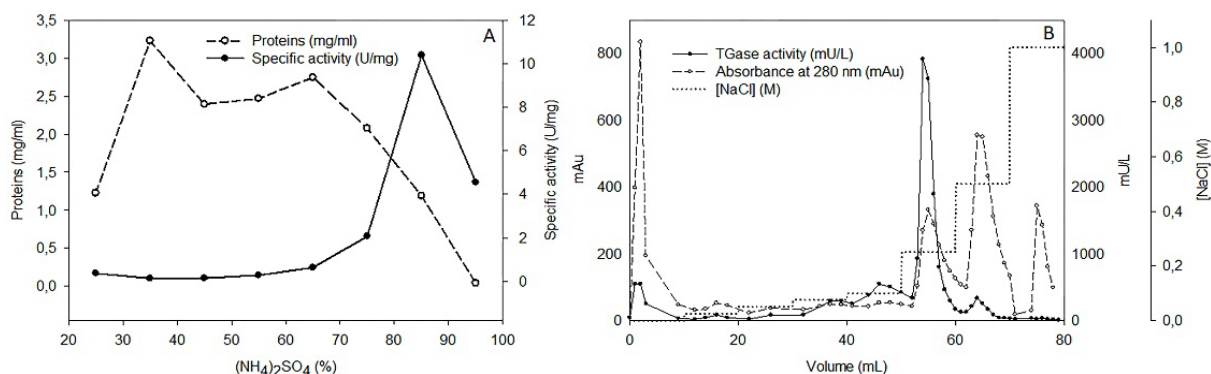 A
Proteins (mg/ml)
Specific activity (U/mg)
3,5
3,0
2,5
2,0
1,5
1,0
0,5
0,0
Proteins (mg/ml)
12
10
8
6
4
2
0
Specific activity (U/mg)
20 30 40 50 60 70 80 90 100
(NH4)2SO4 (%)
B
TGase activity (mU/L)
Absorbance at 280 nm (mAu)
[NaCl] (M)
800
600
400
200
0
mAu
4000
3000
2000
1000
0
mU/L
1,0
0,8
0,6
0,4
0,2
0,0
[NaCl] (M)
0 20 40 60 80
Volume (mL)